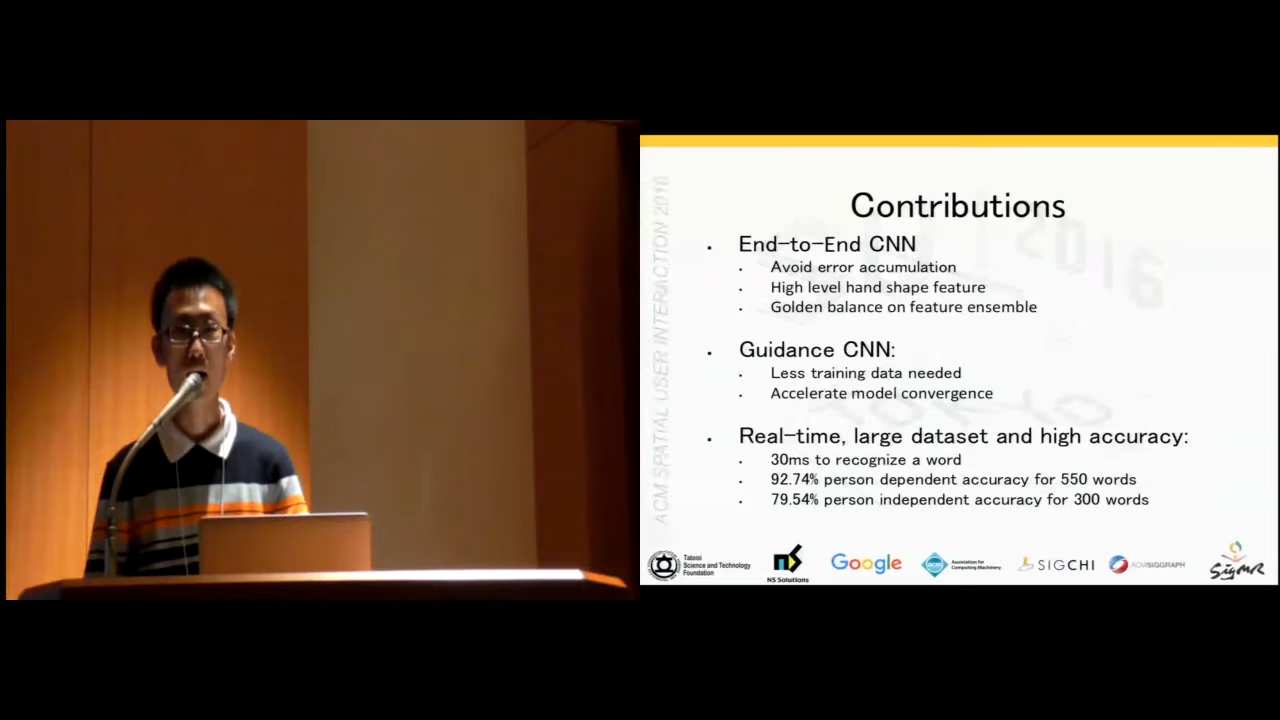 ACM SPATIAL USER INTERACTION 2016
Contributions
End-to-End CNN
Avoid error accumulation
High level hand shape feature
Golden balance on feature ensemble
Guidance CNN:
Less training data needed
Accelerate model convergence
Real-time, large dataset and high accuracy:
30ms to recognize a word
92.74% person dependent accuracy for 550 words
79.54% person independent accuracy for 300 words
Tateisi
Science and Technology
Foundation
NS Solutions
Google
acm
Association for
Computing Machinery
SIGCHI
ACMSIGGRAPH
SigMR